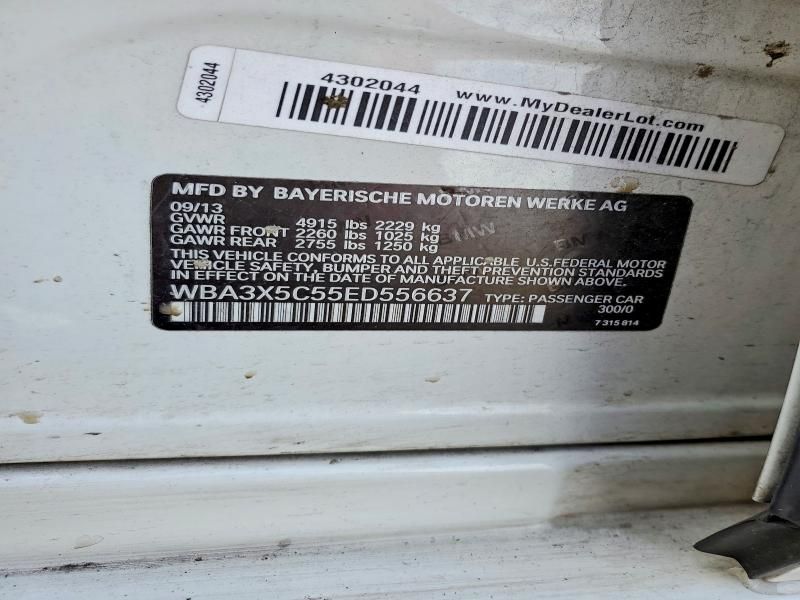 4302044
4302044 www.MyDealerLot.com
MFD BY BAYERISCHE MOTOREN WERKE AG
09/13
GVWR 4915 lbs 2229 kg
GAWR FRONT 2260 lbs 1025 kg
GAWR REAR 2755 lbs 1250 kg
THIS VEHICLE CONFORMS TO ALL APPLICABLE U.S.FEDERAL MOTOR
VEHICLE SAFETY, BUMPER AND THEFT PREVENTION STANDARDS
IN EFFECT ON THE DATE OF MANUFACTURE SHOWN ABOVE.
WBA3X5C55ED556637 TYPE: PASSENGER CAR
300/0
7 315 814